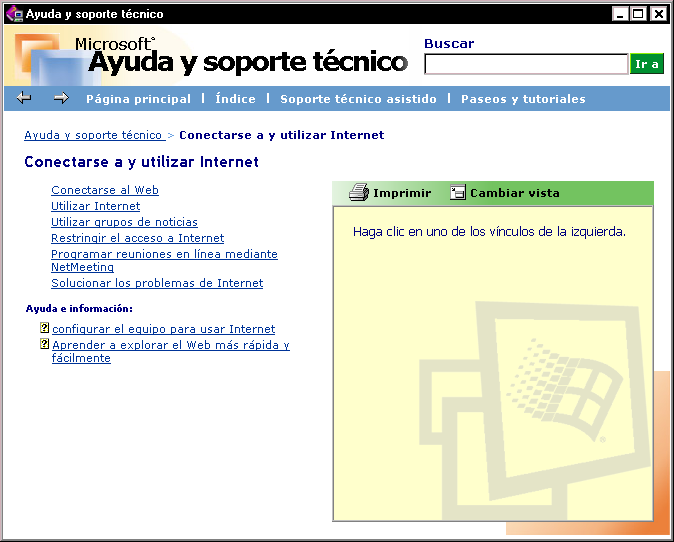 Ayuda y soporte técnico
Microsoft®
Ayuda y soporte técnico
Buscar
Ir a
Página principal | Índice | Soporte técnico asistido | Paseos y tutoriales
Ayuda y soporte técnico > Conectarse a y utilizar Internet
Conectarse a y utilizar Internet
Conectarse al Web
Utilizar Internet
Utilizar grupos de noticias
Restringir el acceso a Internet
Programar reuniones en línea mediante
NetMeeting
Solucionar los problemas de Internet
Ayuda e información:
configurar el equipo para usar Internet
Aprender a explorar el Web más rápida y
fácilmente
Imprimir
Cambiar vista
Haga clic en uno de los vínculos de la izquierda.